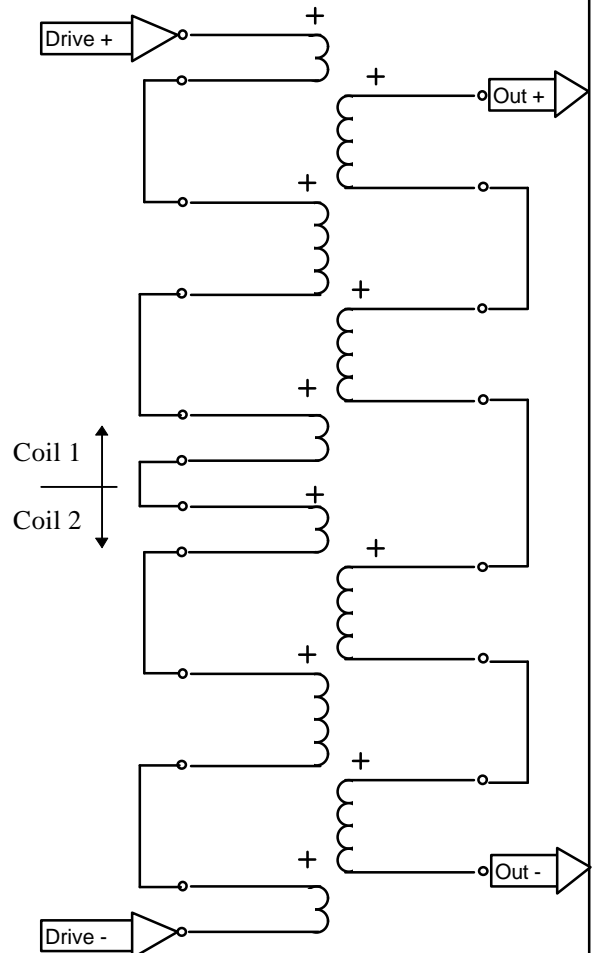 Drive +
+
+
Out +
+
+
+
Coil 1
Coil 2
+
+
+
+
Out -
+
Drive -